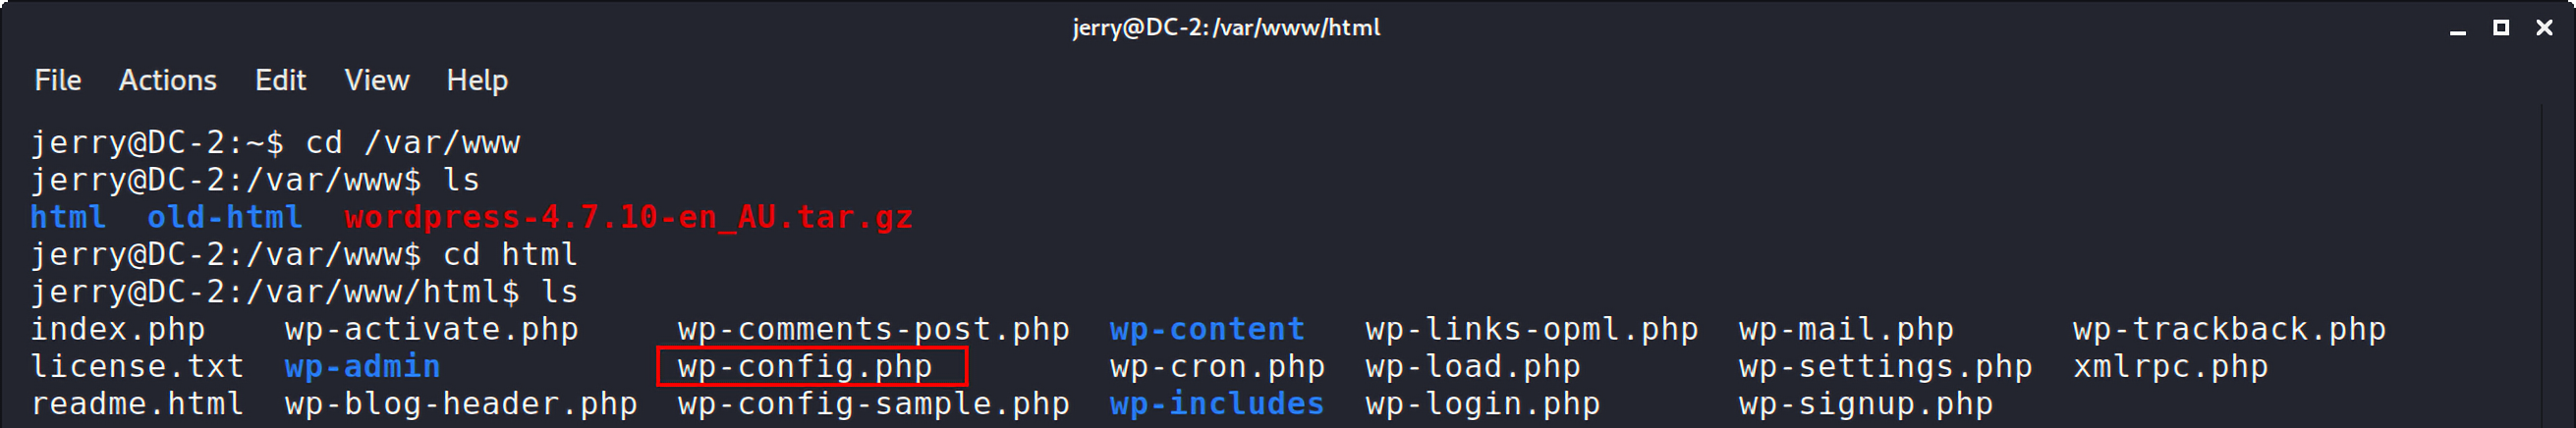 jerry@DC-2:/var/www/html
File Actions Edit View Help
jerry@DC-2:~$ cd /var/www
jerry@DC-2:/var/www$ ls
html old-html wordpress-4.7.10-en_AU.tar.gz
jerry@DC-2:/var/www$ cd html
jerry@DC-2:/var/www/html$ ls
index.php wp-activate.php wp-comments-post.php wp-content wp-links-opml.php wp-mail.php wp-trackback.php
license.txt wp-admin wp-config.php wp-cron.php wp-load.php wp-settings.php xmlrpc.php
readme.html wp-blog-header.php wp-config-sample.php wp-includes wp-login.php wp-signup.php